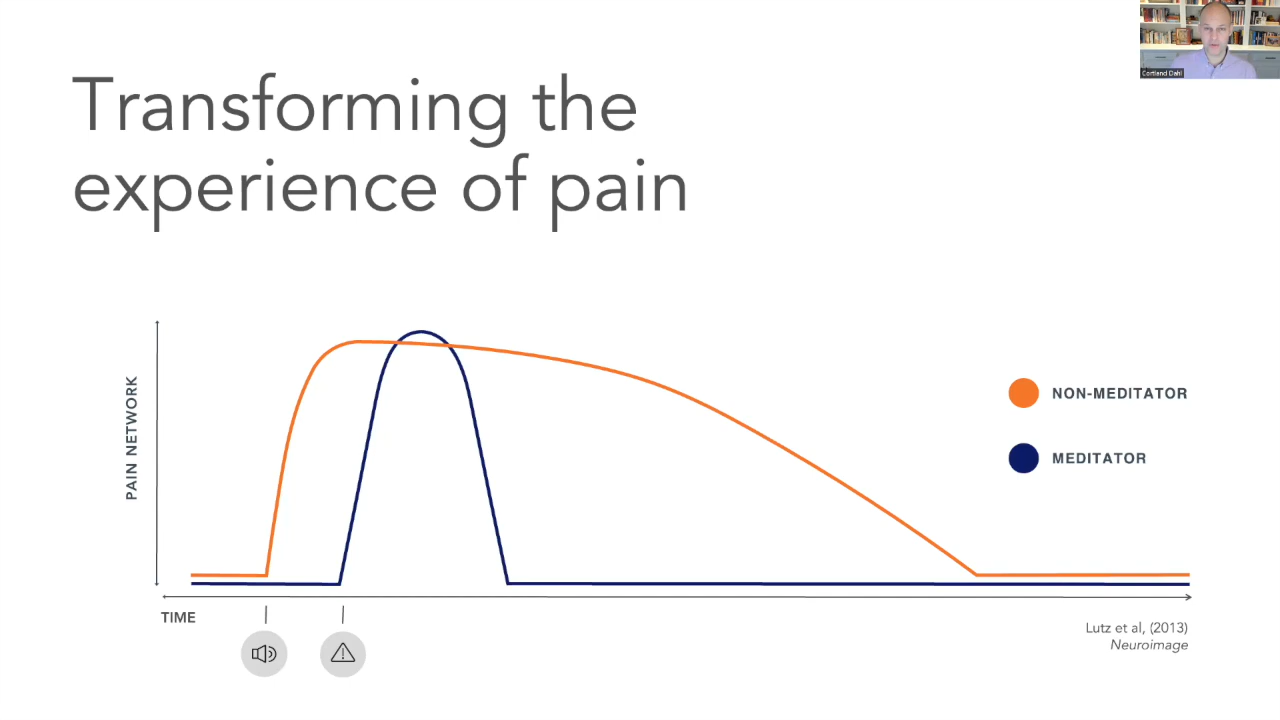 Cortland Dahl
Transforming the
experience of pain
PAIN NETWORK
NON-MEDITATOR
MEDITATOR
TIME
Lutz et al, (2013)
Neuroimage